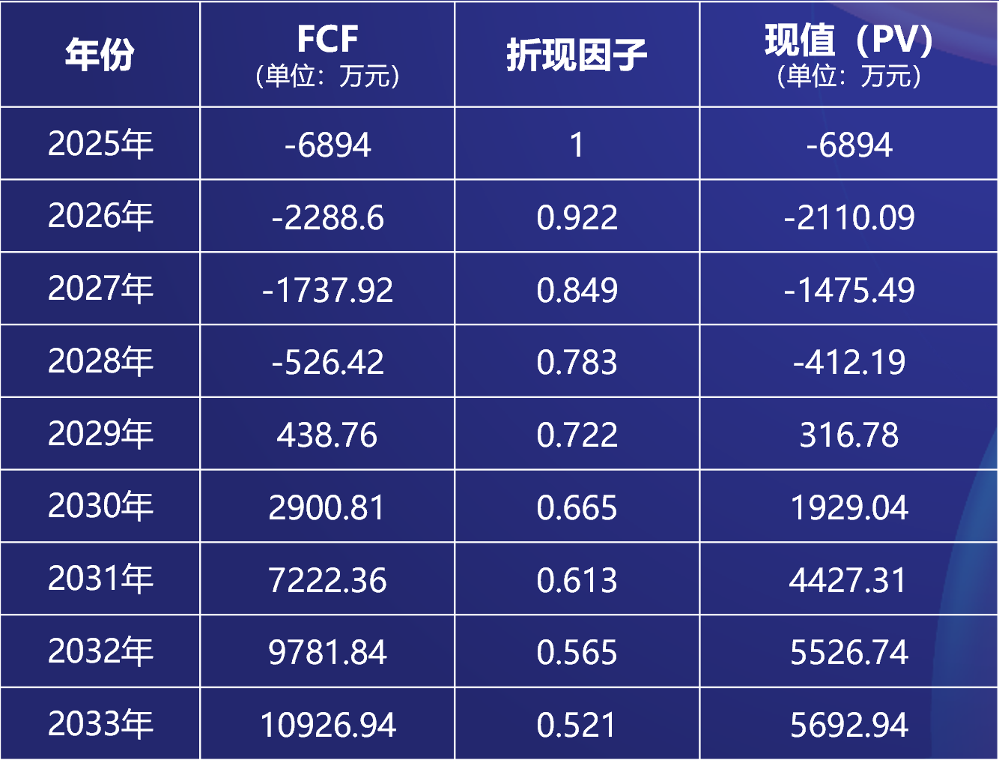 年份
FCF
(单位：万元)
折现因子
现值（PV）
(单位：万元)
2025年
-6894
1
-6894
2026年
-2288.6
0.922
-2110.09
2027年
-1737.92
0.849
-1475.49
2028年
-526.42
0.783
-412.19
2029年
438.76
0.722
316.78
2030年
2900.81
0.665
1929.04
2031年
7222.36
0.613
4427.31
2032年
9781.84
0.565
5526.74
2033年
10926.94
0.521
5692.94